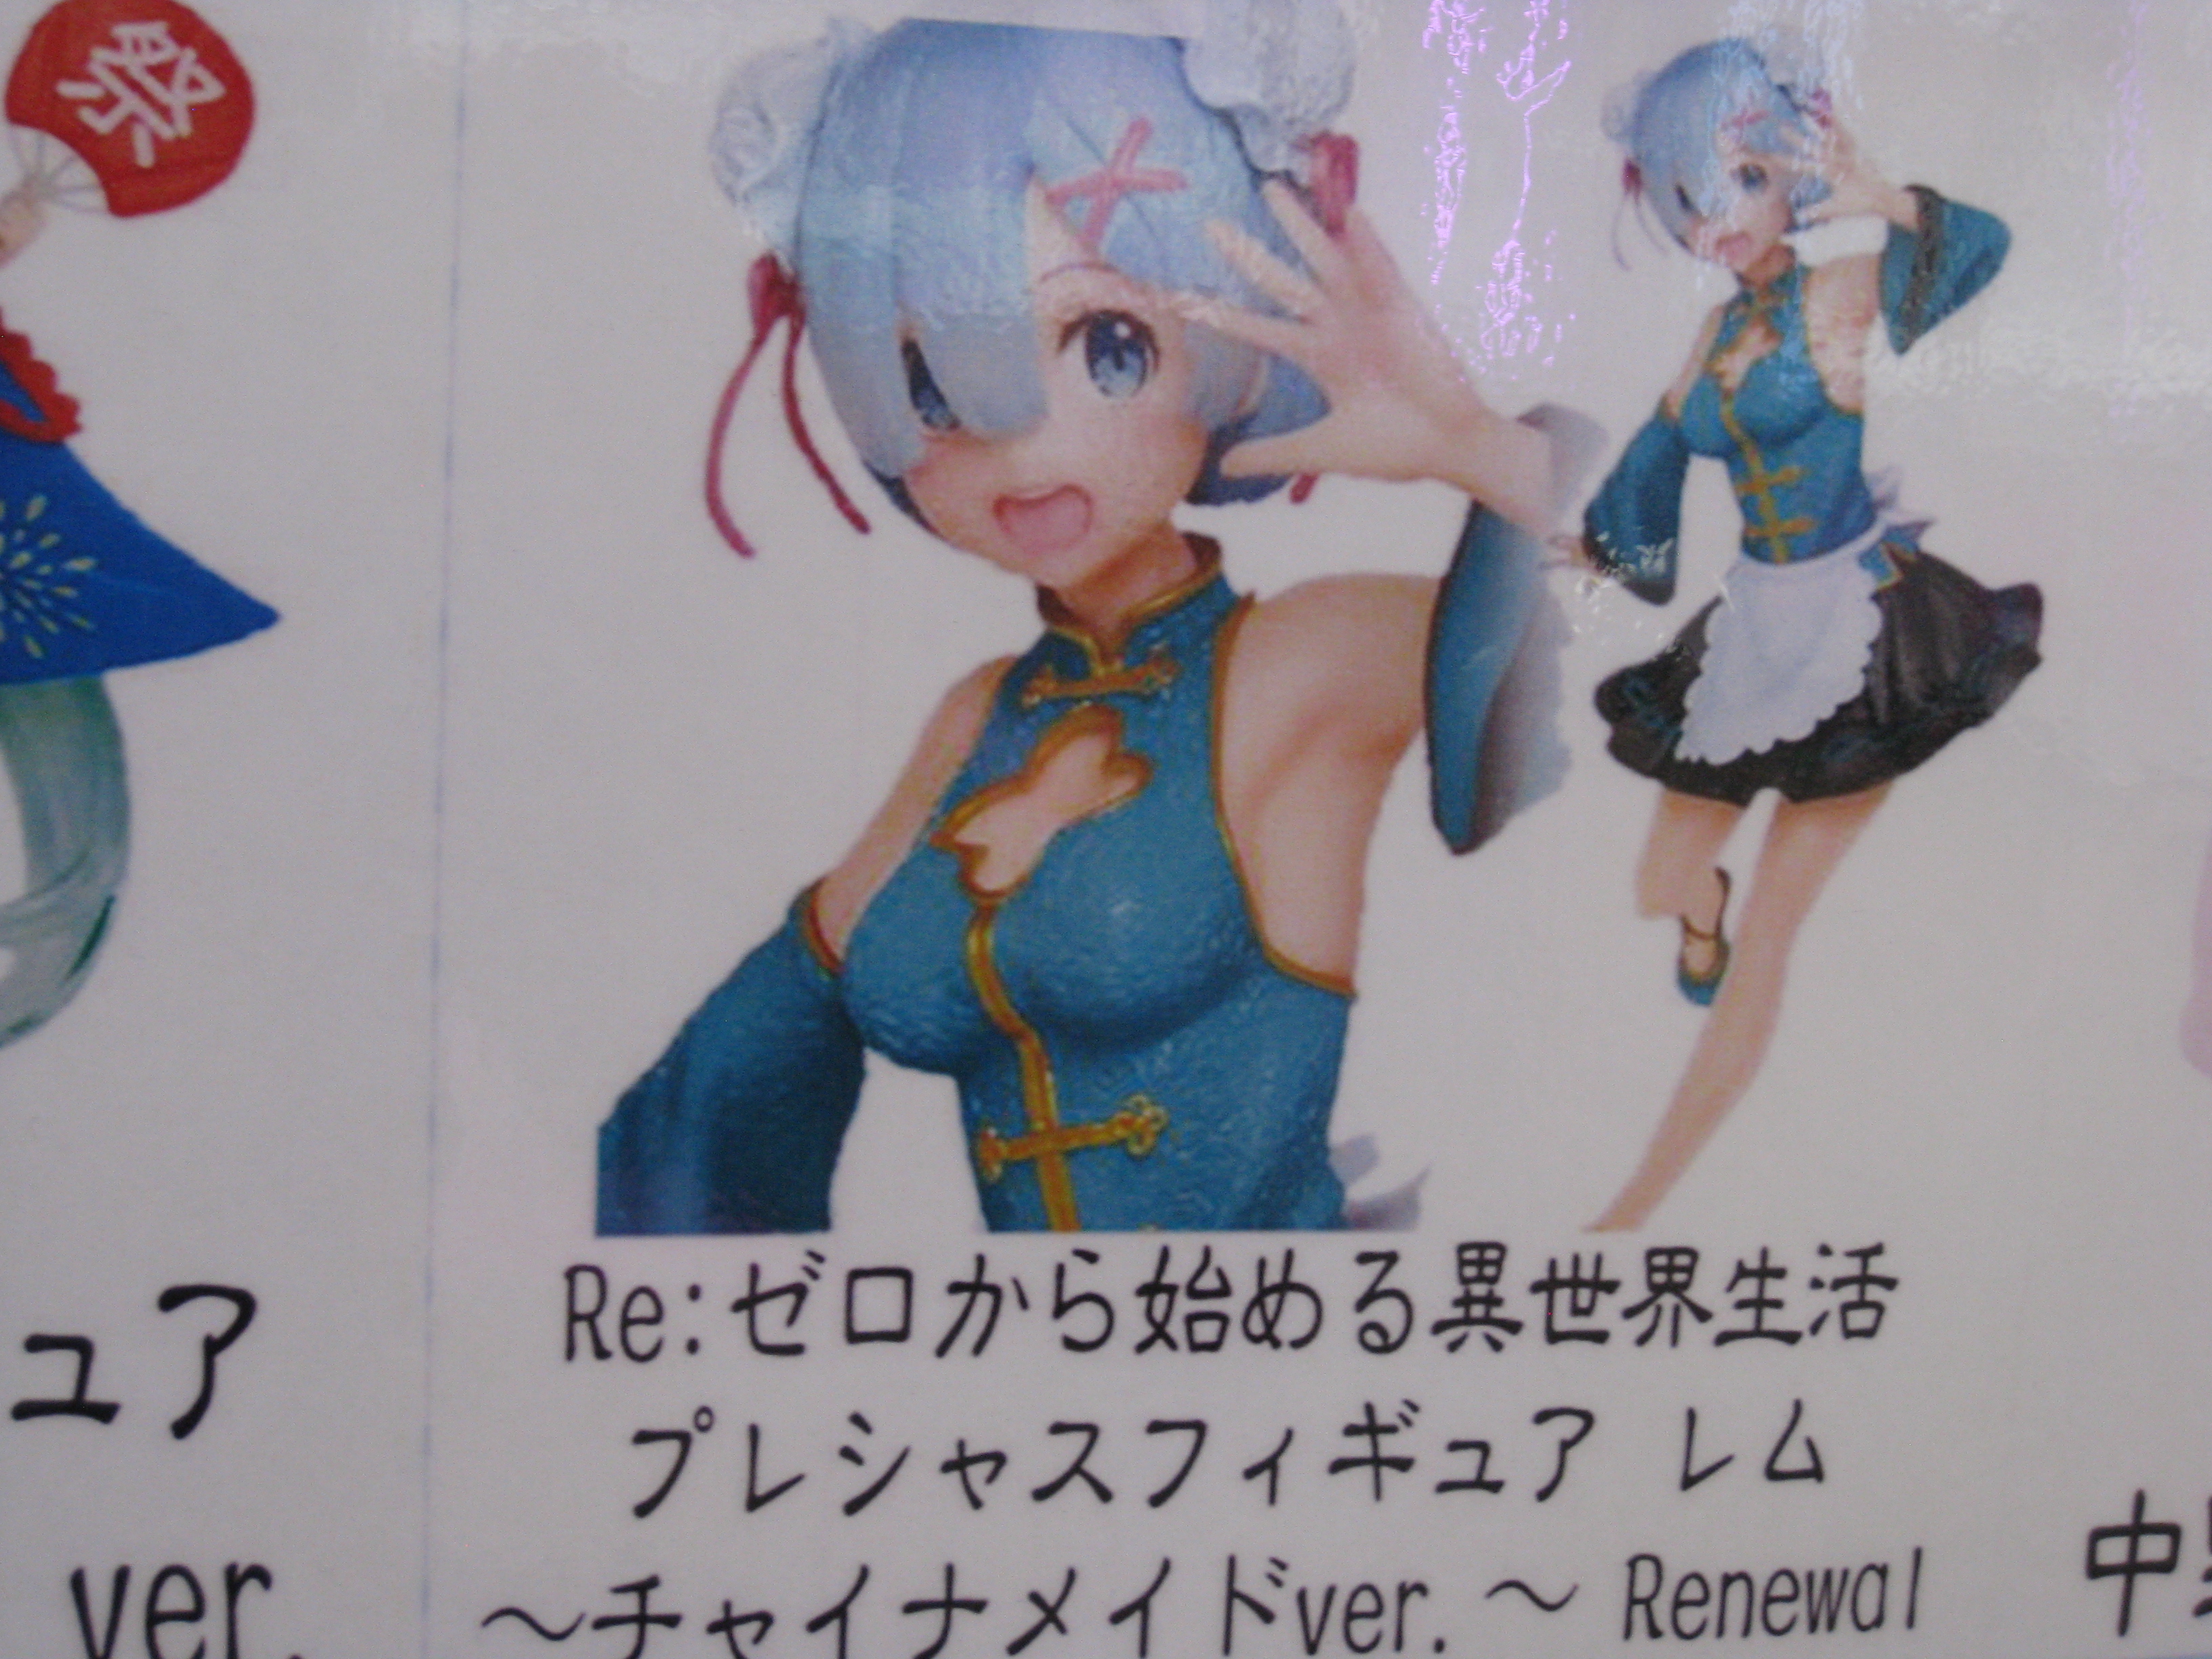 祭
Re:ゼロから始める異世界生活
プレシャスフィギュア レム
～チャイナメイドver.～ Renewal
ュア
ver.
中